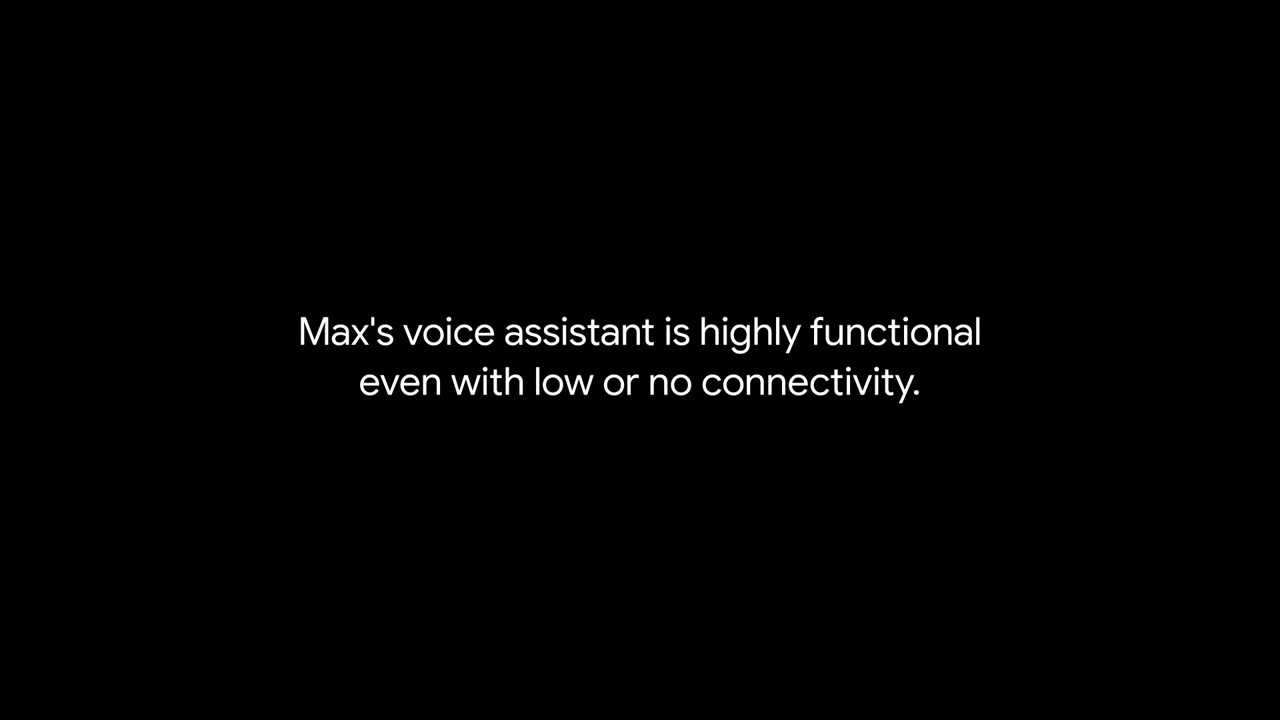 Max's voice assistant is highly functional
even with low or no connectivity.